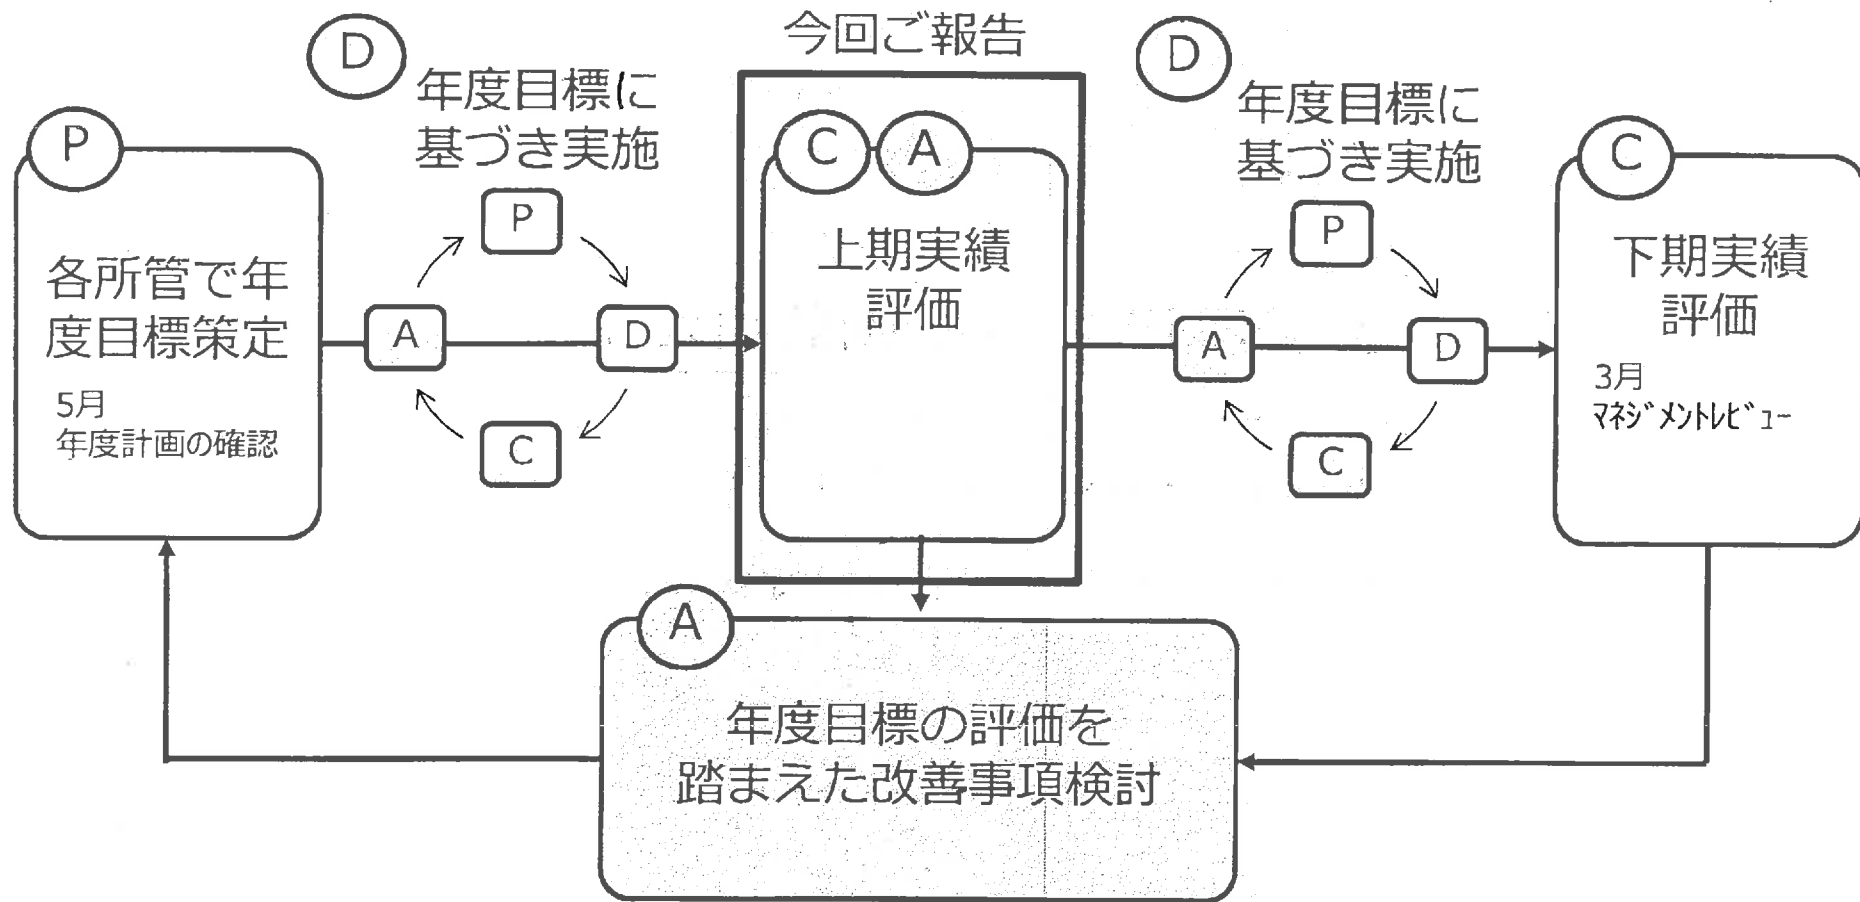 P
各所管で年
度目標策定
5月
年度計画の確認
D
年度目標に
基づき実施
P
A
D
C
今回ご報告
C A
上期実績
評価
D
年度目標に
基づき実施
P
A
D
C
C
下期実績
評価
3月
マネジメントレビュー
A
年度目標の評価を
踏まえた改善事項検討